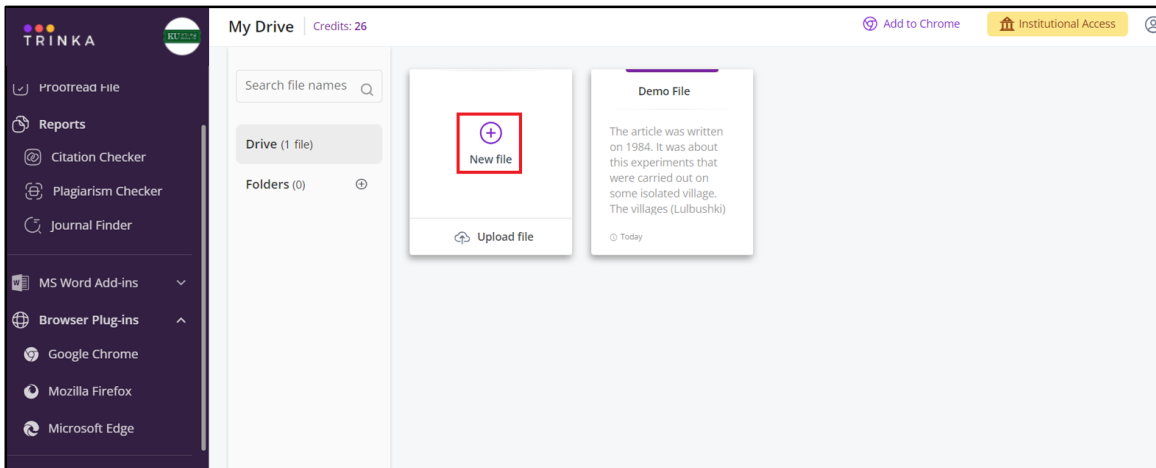 TRINKA
KU
Proofread File
Reports
Citation Checker
Plagiarism Checker
Journal Finder
MS Word Add-ins
Browser Plug-ins
Google Chrome
Mozilla Firefox
Microsoft Edge
My Drive
Credits: 26
Add to Chrome
Institutional Access
Search file names
Drive (1 file)
Folders (0)
New file
Upload file
Demo File
The article was written
on 1984. It was about
this experiments that
were carried out on
some isolated village.
The villages (Lulbushki)
Today